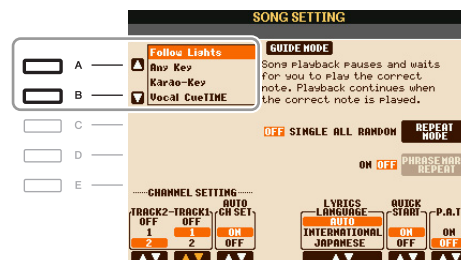 SONG SETTING
Follow Lights
Any Key
Karao-Key
Vocal CueTIME
GUIDE MODE
Song playback pauses and waits
for you to play the correct
note. Playback continues when
the correct note is played.
A
B
C
D
E
OFF SINGLE ALL RANDOM
REPEAT
MODE
ON OFF
PHRASE MAR
REPEAT
CHANNEL SETTING
TRACK2-TRACK1
AUTO
CH SET
OFF OFF
1 1 ON
2 2 OFF
LYRICS
LANGUAGE
QUICK
START
P.A.T
AUTO
INTERNATIONAL ON ON
JAPANESE OFF OFF